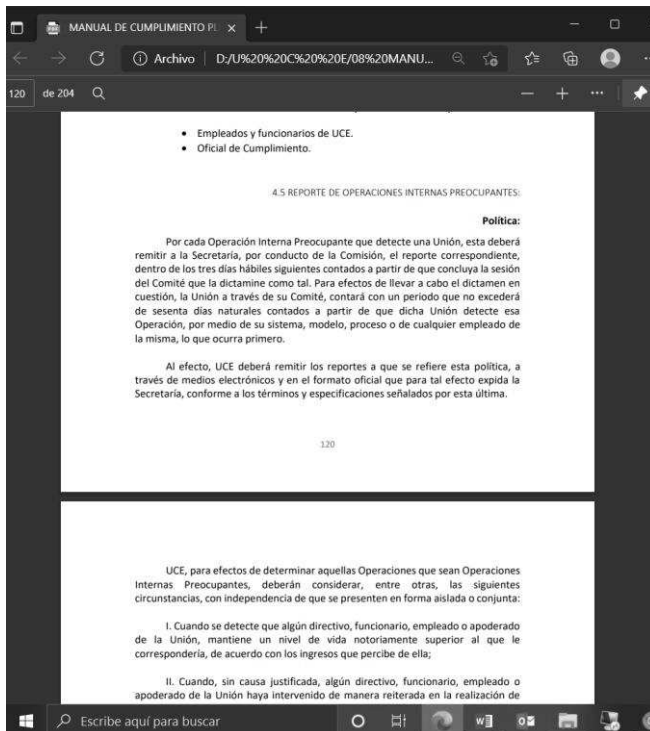 MANUAL DE CUMPLIMIENTO PL
Archivo D:/U%20%20C%20%20E/08%20MANU...
120 de 204
• Empleados y funcionarios de UCE.
• Oficial de Cumplimiento.
4.5 REPORTE DE OPERACIONES INTERNAS PREOCUPANTES:
Política:
Por cada Operación Interna Preocupante que detecte una Unión, esta deberá
remitir a la Secretaría, por conducto de la Comisión, el reporte correspondiente,
dentro de los tres días hábiles siguientes contados a partir de que concluya la sesión
del Comité que la dictamine como tal. Para efectos de llevar a cabo el dictamen en
cuestión, la Unión a través de su Comité, contará con un periodo que no excederá
de sesenta días naturales contados a partir de que dicha Unión detecte esa
Operación, por medio de su sistema, modelo, proceso o de cualquier empleado de
la misma, lo que ocurra primero.
Al efecto, UCE deberá remitir los reportes a que se refiere esta política, a
través de medios electrónicos y en el formato oficial que para tal efecto expida la
Secretaría, conforme a los términos y especificaciones señalados por esta última.
120
UCE, para efectos de determinar aquellas Operaciones que sean Operaciones
Internas Preocupantes, deberán considerar, entre otras, las siguientes
circunstancias, con independencia de que se presenten en forma aislada o conjunta:
I. Cuando se detecte que algún directivo, funcionario, empleado o apoderado
de la Unión, mantiene un nivel de vida notoriamente superior al que le
correspondería, de acuerdo con los ingresos que percibe de ella;
II. Cuando, sin causa justificada, algún directivo, funcionario, empleado o
apoderado de la Unión haya intervenido de manera reiterada en la realización de
Escribe aquí para buscar